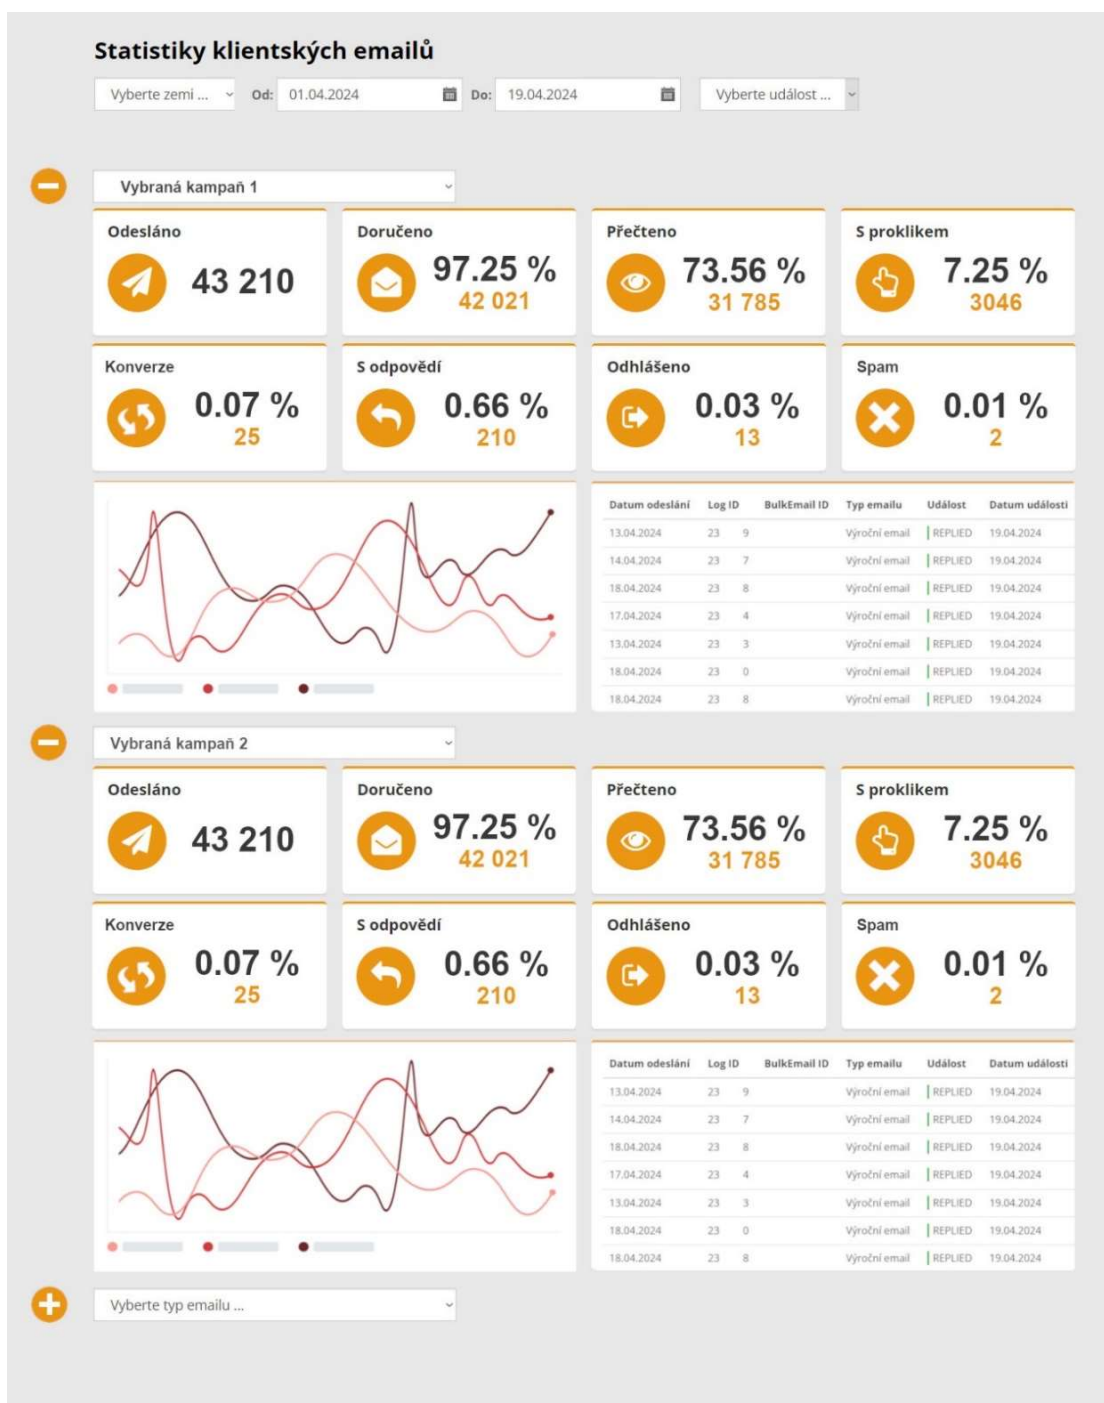 Statistiky klientských emailů
Vyberte zemi ... Od: 01.04.2024 Do: 19.04.2024 Vyberte událost ...
Vybraná kampaň 1
Odesláno Doručeno Přečteno S proklikem
43 210 97.25 % 73.56 % 7.25 %
42 021 31 785 3046
Konverze S odpovědí Odhlášeno Spam
0.07 % 0.66 % 0.03 % 0.01 %
25 210 13 2
Datum odeslání Log ID BulkEmail ID Typ emailu Událost Datum události
13.04.2024 23 9 Výroční email REPLIED 19.04.2024
14.04.2024 23 7 Výroční email REPLIED 19.04.2024
18.04.2024 23 8 Výroční email REPLIED 19.04.2024
17.04.2024 23 4 Výroční email REPLIED 19.04.2024
13.04.2024 23 3 Výroční email REPLIED 19.04.2024
18.04.2024 23 0 Výroční email REPLIED 19.04.2024
18.04.2024 23 8 Výroční email REPLIED 19.04.2024
Vybraná kampaň 2
Odesláno Doručeno Přečteno S proklikem
43 210 97.25 % 73.56 % 7.25 %
42 021 31 785 3046
Konverze S odpovědí Odhlášeno Spam
0.07 % 0.66 % 0.03 % 0.01 %
25 210 13 2
Datum odeslání Log ID BulkEmail ID Typ emailu Událost Datum události
13.04.2024 23 9 Výroční email REPLIED 19.04.2024
14.04.2024 23 7 Výroční email REPLIED 19.04.2024
18.04.2024 23 8 Výroční email REPLIED 19.04.2024
17.04.2024 23 4 Výroční email REPLIED 19.04.2024
13.04.2024 23 3 Výroční email REPLIED 19.04.2024
18.04.2024 23 0 Výroční email REPLIED 19.04.2024
18.04.2024 23 8 Výroční email REPLIED 19.04.2024
Vyberte typ emailu ...